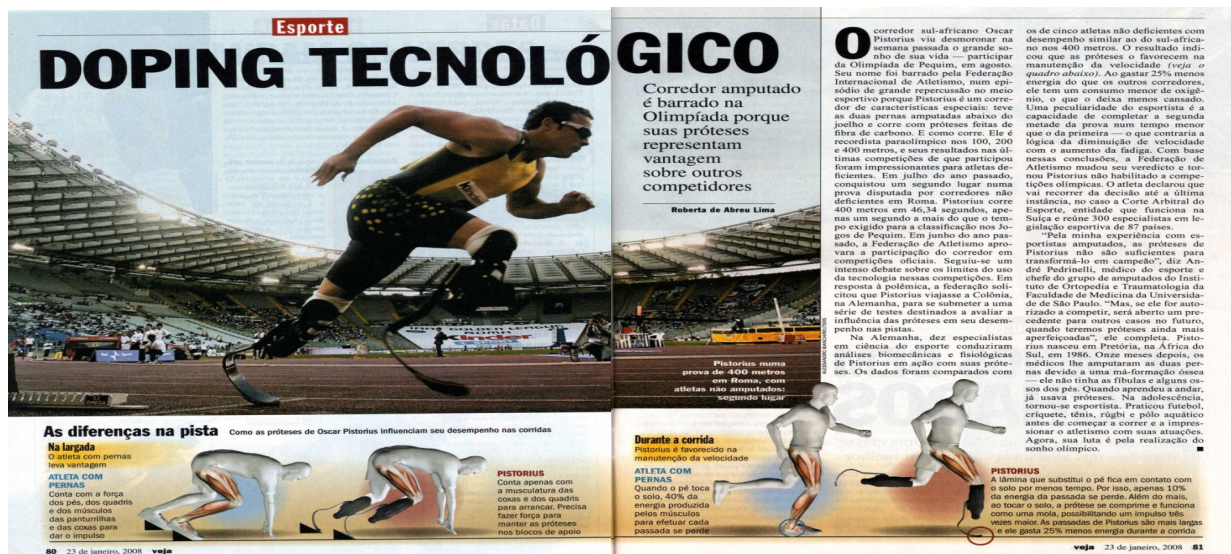 Esporte
DOPING TECNOLÓGICO
Corredor amputado
é barrado na
Olimpíada porque
suas próteses
representam
vantagem
sobre outros
competidores
Roberta de Abreu Lima
O corredor sul-africano Oscar
Pistorius viu desmoronar na
semana passada o grande so-
nho de sua vida — participar
da Olimpíada de Pequim, em agosto.
Seu nome foi barrado pela Federação
Internacional de Atletismo, num epi-
sódio de grande repercussão no meio
esportivo porque Pistorius é um corre-
dor de características especiais: teve
as duas pernas amputadas abaixo do
joelho e corre com próteses feitas de
fibra de carbono. E como corre. Ele é
recordista paraolímpico nos 100, 200
e 400 metros, e seus resultados nas úl-
timas competições de que participou
foram impressionantes para atletas de-
ficientes. Em julho do ano passado,
conquistou um segundo lugar numa
prova disputada por corredores não
deficientes em Roma. Pistorius corre
400 metros em 46,34 segundos, ape-
nas um segundo a mais do que o tem-
po exigido para a classificação nos Jo-
gos de Pequim. Em junho do ano pas-
sado, a Federação de Atletismo apro-
vara a participação do corredor em
competições oficiais. Seguiu-se um
intenso debate sobre os limites do uso
da tecnologia nessas competições. Em
resposta à polêmica, a federação soli-
citou que Pistorius viajasse a Colônia,
na Alemanha, para se submeter a uma
série de testes destinados a avaliar a
influência das próteses em seu desem-
penho nas pistas.
Na Alemanha, dez especialistas
em ciência do esporte conduziram
análises biomecânicas e fisiológicas
de Pistorius em ação com suas próte-
ses. Os dados foram comparados com
os de cinco atletas não deficientes com
desempenho similar ao do sul-africa-
no nos 400 metros. O resultado indi-
cou que as próteses o favorecem na
manutenção da velocidade (veja o
quadro abaixo). Ao gastar 25% menos
energia do que os outros corredores,
ele tem um consumo menor de oxigê-
nio, o que o deixa menos cansado.
Uma peculiaridade do esportista é a
capacidade de completar a segunda
metade da prova num tempo menor
que o da primeira — o que contraria a
lógica da diminuição de velocidade
com o aumento da fadiga. Com base
nessas conclusões, a Federação de
Atletismo mudou seu veredicto e tor-
nou Pistorius não habilitado a compe-
tições olímpicas. O atleta declarou que
vai recorrer da decisão até a última
instância, no caso a Corte Arbitral do
Esporte, entidade que funciona na
Suíça e reúne 300 especialistas em le-
gislação esportiva de 87 países.
"Pela minha experiência com es-
portistas amputados, as próteses de
Pistorius não são suficientes para
transformá-lo em campeão", diz An-
dré Pedrinelli, médico do esporte e
chefe do grupo de amputados do Insti-
tuto de Ortopedia e Traumatologia da
Faculdade de Medicina da Universida-
de de São Paulo. "Mas, se ele for auto-
rizado a competir, será aberto um pre-
cedente para outros casos no futuro,
quando teremos próteses ainda mais
aperfeiçoadas", ele completa. Pisto-
rius nasceu em Pretória, na África do
Sul, em 1986. Onze meses depois, os
médicos lhe amputaram as duas per-
nas devido a uma má-formação óssea
— ele não tinha as fíbulas e alguns os-
sos dos pés. Quando aprendeu a andar,
já usava próteses. Na adolescência,
tornou-se esportista. Praticou futebol,
críquete, tênis, rúgbi e pólo aquático
antes de começar a correr e a impres-
sionar o atletismo com suas atuações.
Agora, sua luta é pela realização do
sonho olímpico.
Kinder
OMEGA
Pistorius numa
prova de 400 metros
em Roma, com
atletas não amputados:
segundo lugar
As diferenças na pista Como as próteses de Oscar Pistorius influenciam seu desempenho nas corridas
Na largada
O atleta com pernas
leva vantagem
ATLETA COM
PERNAS
Conta com a força
dos pés, dos quadris
e dos músculos
das panturrilhas
e das coxas para
dar o impulso
PISTORIUS
Conta apenas com
a musculatura das
coxas e dos quadris
para arrancar. Precisa
fazer força para
manter as próteses
nos blocos de apoio
Durante a corrida
Pistorius é favorecido na
manutenção da velocidade
ATLETA COM
PERNAS
Quando o pé toca
o solo, 40% da
energia produzida
pelos músculos
para efetuar cada
passada se perde
PISTORIUS
A lâmina que substitui o pé fica em contato com
o solo por menos tempo. Por isso, apenas 10%
da energia da passada se perde. Além do mais,
ao tocar o solo, a prótese se comprime e funciona
como uma mola, possibilitando um impulso três
vezes maior. As passadas de Pistorius são mais largas
e ele gasta 25% menos energia durante a corrida
80 23 de janeiro, 2008 veja
veja 23 de janeiro, 2008 81